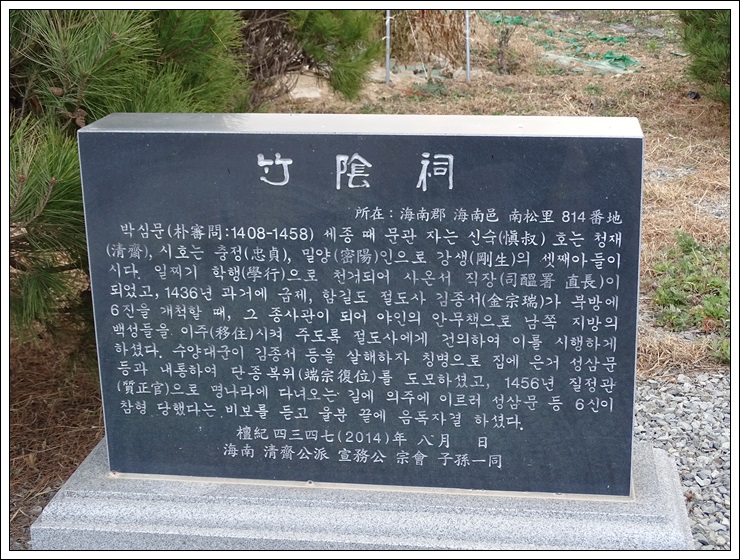 竹陰祠
所在 : 海南郡 海南邑 南松里 814番地
박심문(朴審問:1408-1458) 세종 때 문관 자는 신숙(愼叔) 호는 청재
(清齋), 시호는 충정(忠貞), 밀양(密陽)인으로 강생(剛生)의 셋째아들이
시다. 일찌기 학행(學行)으로 천거되어 사온서 직장(司醞署 直長)이
되었고, 1436년 과거에 급제, 함길도 절도사 김종서(金宗瑞)가 북방에
6진을 개척할 때, 그 종사관이 되어 야인의 안무책으로 남쪽 지방의
백성들을 이주(移住)시켜 주도록 절도사에게 건의하여 이를 시행하게
하셨다. 수양대군이 김종서 등을 살해하자 칭병으로 집에 은거 성삼문
등과 내통하여 단종복위(端宗復位)를 도모하셨고, 1456년 질정관
(質正官)으로 명나라에 다녀오는 길에 의주에 이르러 성삼문 등 6신이
참형 당했다는 비보를 듣고 울분 끝에 음독자결 하셨다.
檀紀 四三四七(2014)年 八月 日
海南 清齋公派 宣務公 宗會 子孫一同